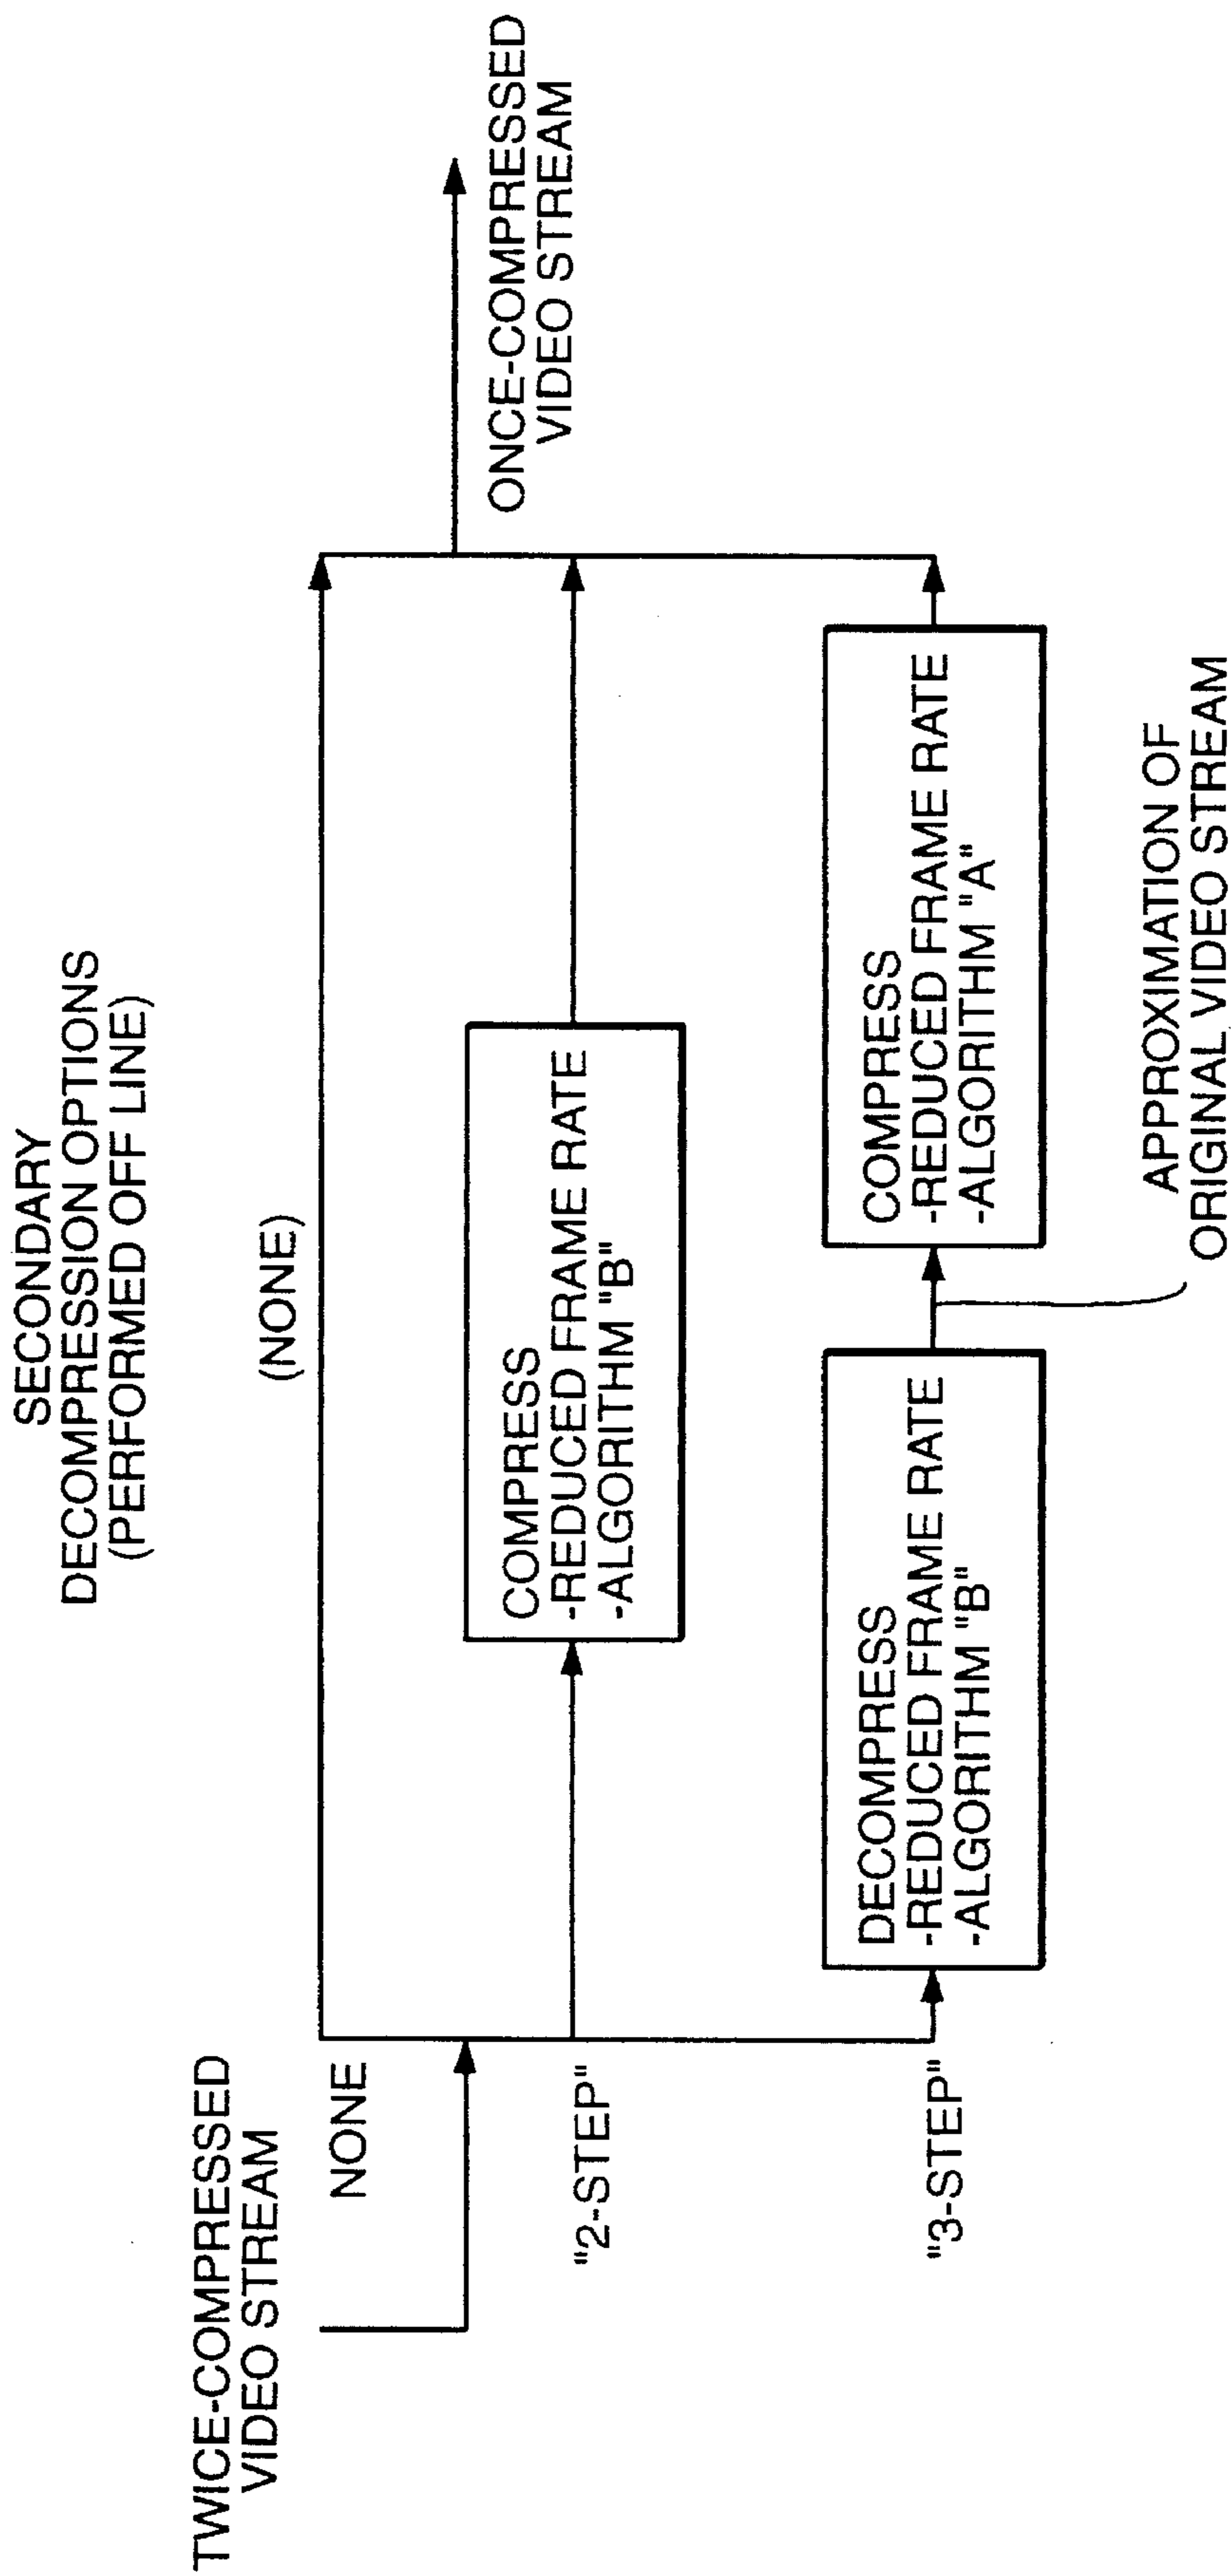 SECONDARY
DECOMPRESSION OPTIONS
(PERFORMED OFF LINE)
TWICE-COMPRESSED
VIDEO STREAM
NONE
(NONE)
ONCE-COMPRESSED
VIDEO STREAM
"2-STEP"
COMPRESS
-REDUCED FRAME RATE
-ALGORITHM "B"
"3-STEP"
DECOMPRESS
-REDUCED FRAME RATE
-ALGORITHM "B"
COMPRESS
-REDUCED FRAME RATE
-ALGORITHM "A"
APPROXIMATION OF
ORIGINAL VIDEO STREAM